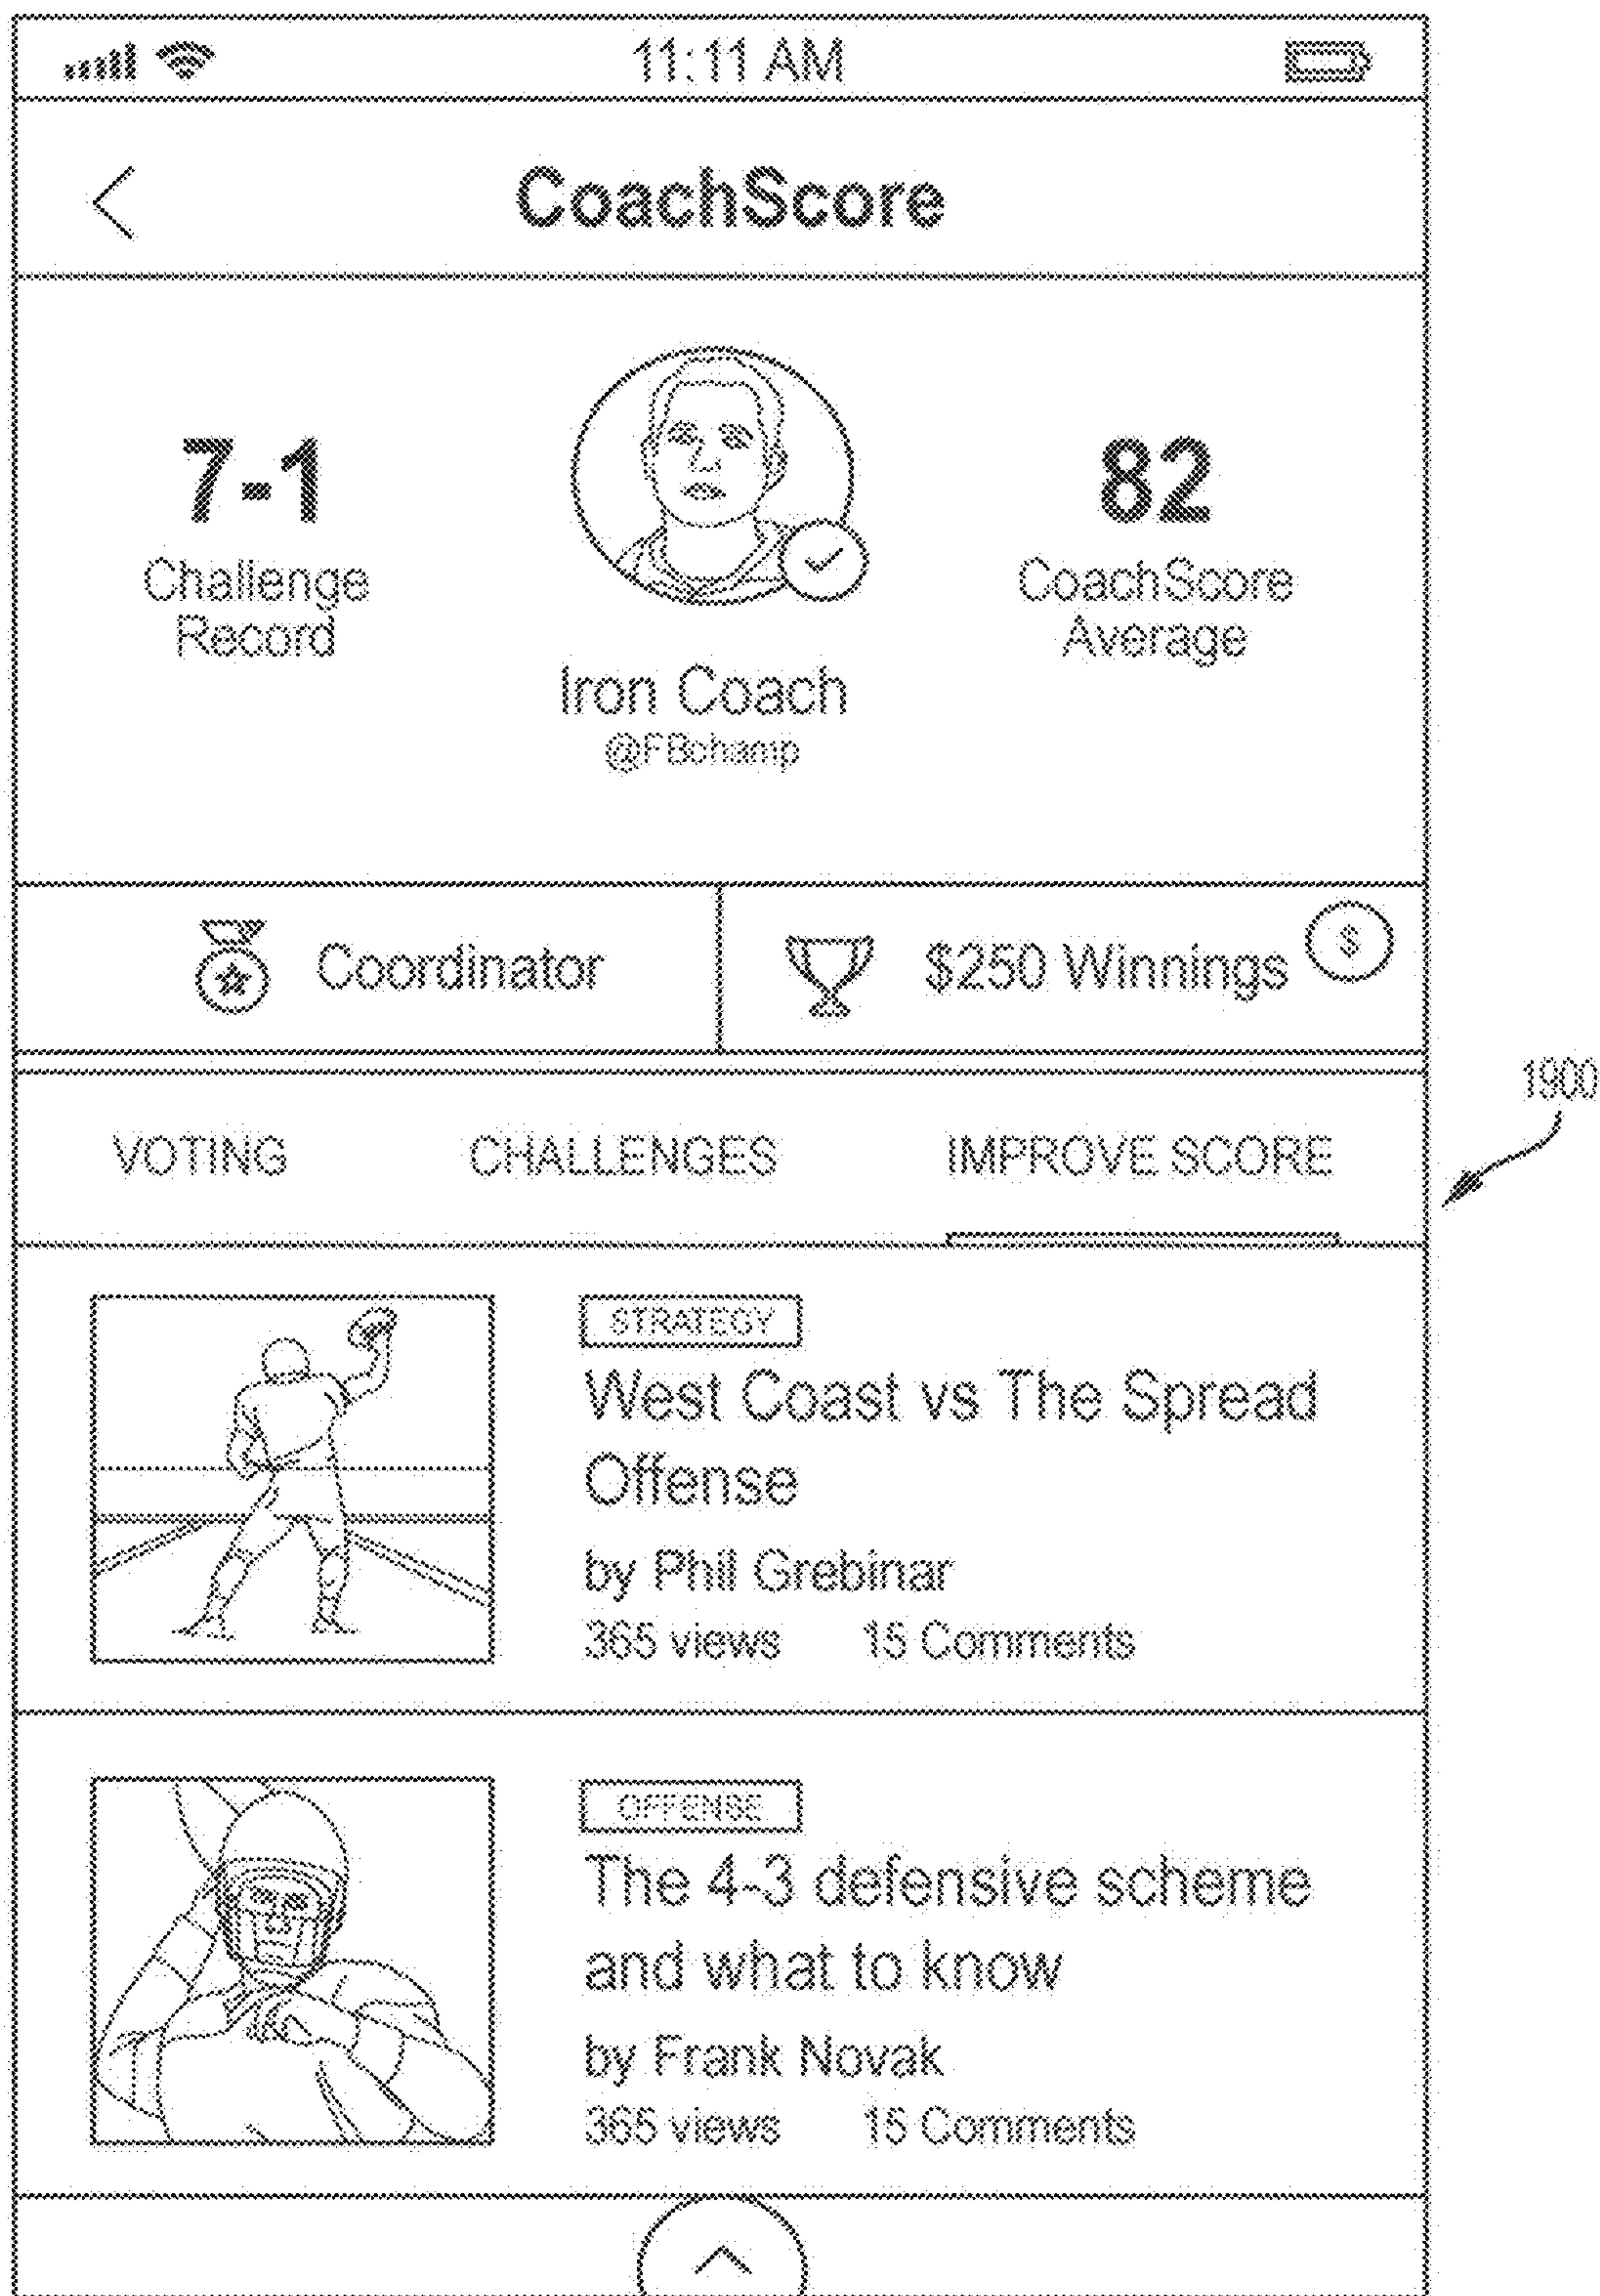 11:11 AM
CoachScore
7-1
Challenge
Record
82
CoachScore
Average
Iron Coach
@FBchamp
Coordinator
$250 Winnings
$
1900
VOTING CHALLENGES IMPROVE SCORE
STRATEGY
West Coast vs The Spread
Offense
by Phil Grebinar
365 views 15 Comments
OFFENSE
The 4-3 defensive scheme
and what to know
by Frank Novak
365 views 15 Comments